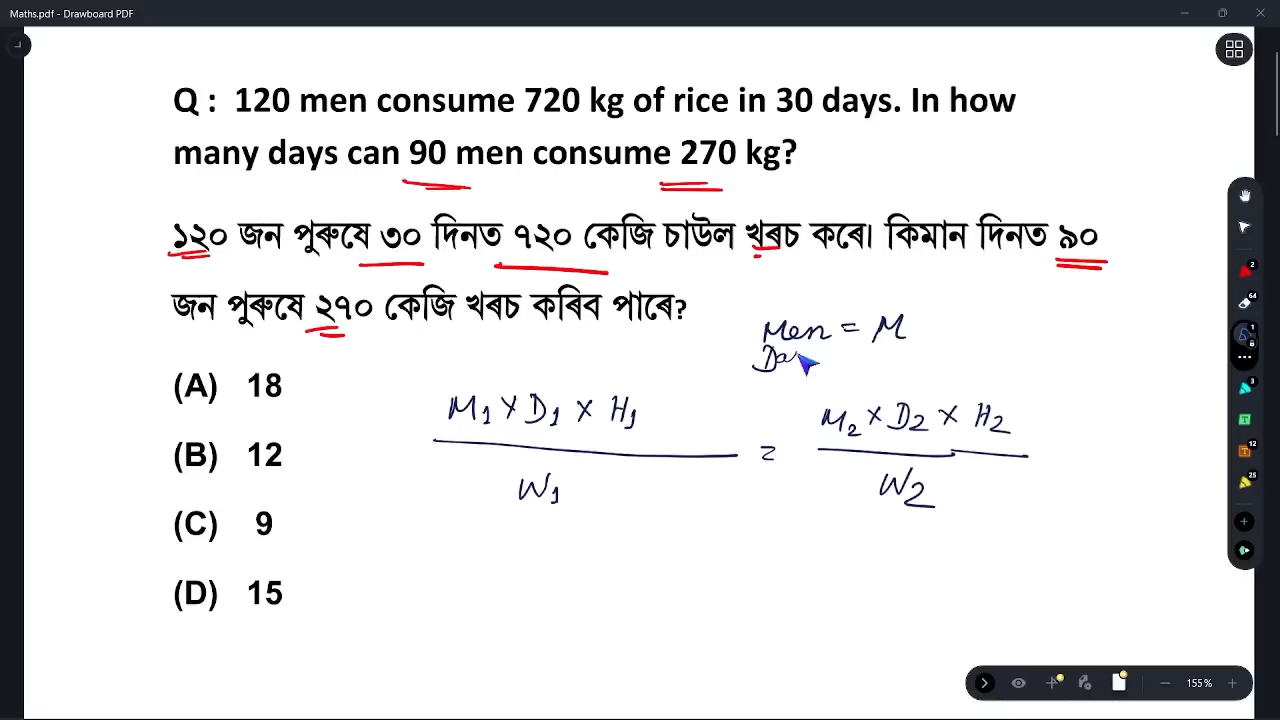 Maths.pdf - Drawboard PDF
Q : 120 men consume 720 kg of rice in 30 days. In how
many days can 90 men consume 270 kg?
১২০ জন পুৰুষে ৩০ দিনত ৭২০ কেজি চাউল খৰচ কৰে। কিমান দিনত ৯০
জন পুৰুষে ২৭০ কেজি খৰচ কৰিব পাৰে?
Men = M
Da
(A) 18
M₁ × D₁ × H₁ = M₂ × D₂ × H₂
(B) 12
W₁ W₂
(C) 9
(D) 15
155%